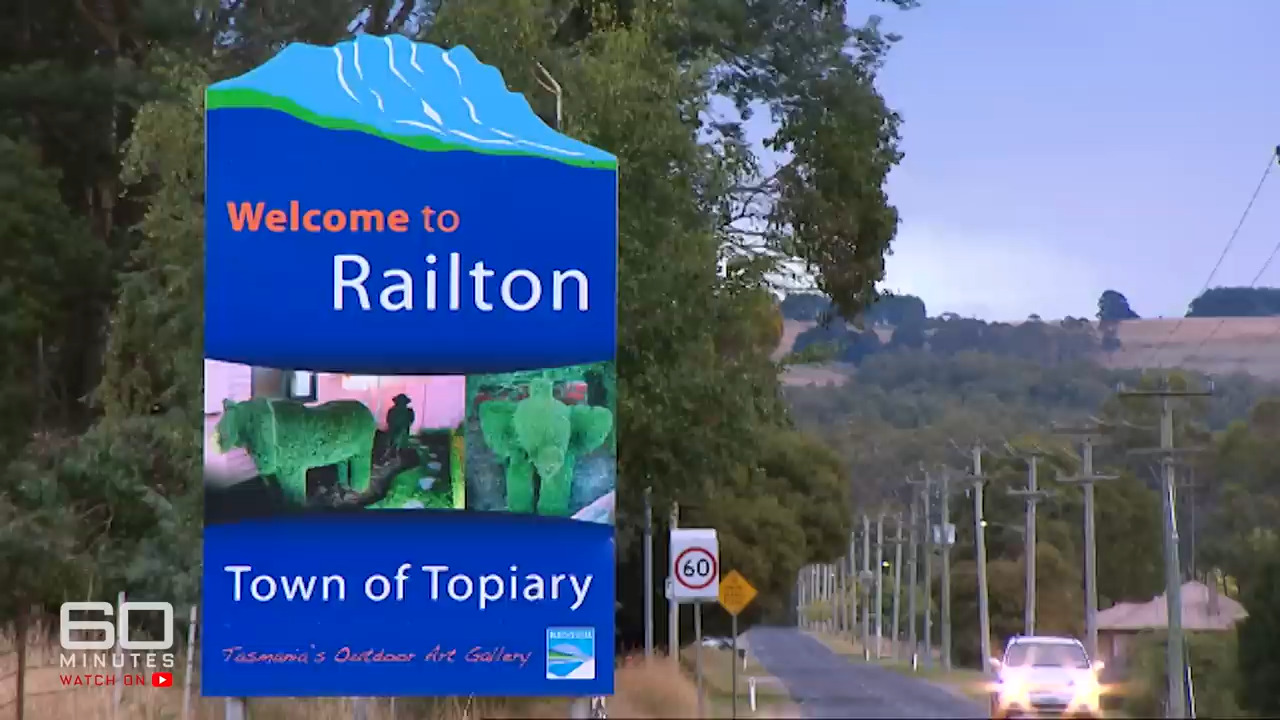 Welcome to
Railton
Town of Topiary
Tasmania's Outdoor Art Gallery
60
60
MINUTES
WATCH ON